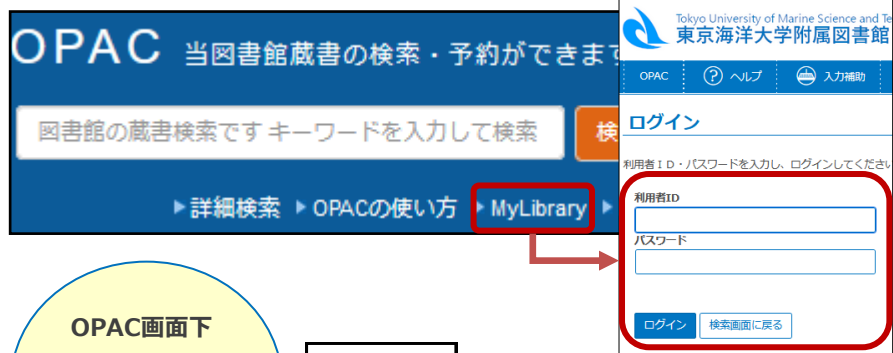 OPAC 当図書館蔵書の検索・予約ができます
図書館の蔵書検索です キーワードを入力して検索
検
▶詳細検索 ▶OPACの使い方 ▶MyLibrary ▶
Tokyo University of Marine Science and Te
東京海洋大学附属図書館
OPAC ? ヘルプ 入力補助
ログイン
利用者ID・パスワードを入力し、ログインしてください
利用者ID
パスワード
ログイン 検索画面に戻る
OPAC画面下